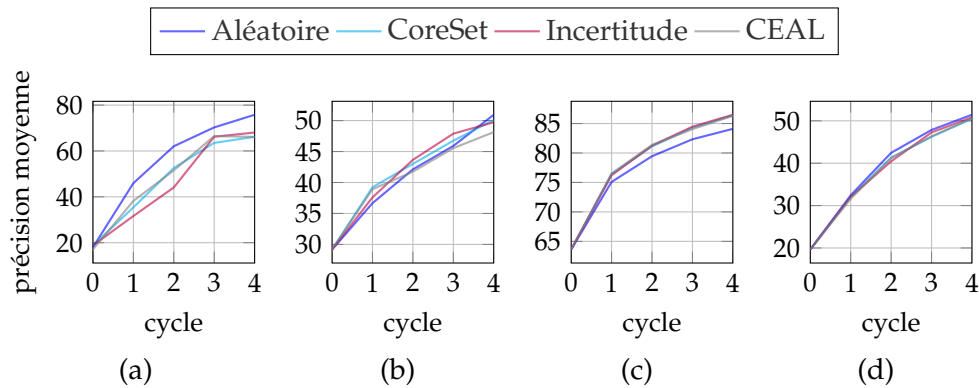 Aléatoire CoreSet Incertitude CEAL
précision moyenne
80
60
40
20
0 1 2 3 4
cycle
(a)
50
45
40
35
30
0 1 2 3 4
cycle
(b)
85
80
75
70
65
0 1 2 3 4
cycle
(c)
50
40
30
20
0 1 2 3 4
cycle
(d)